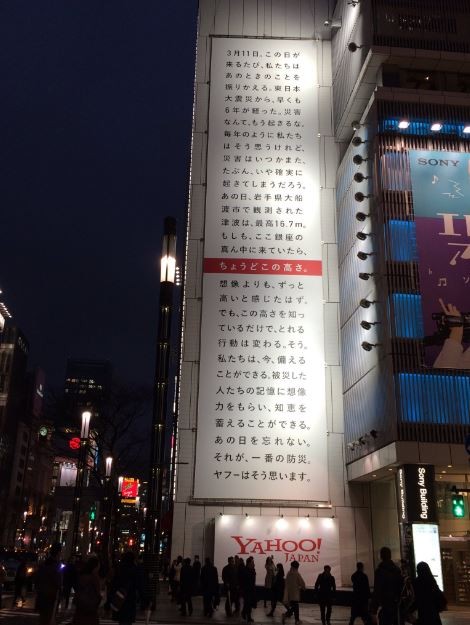 3月11日。この日が
来るたび、私たちは
あのときのことを
振りかえる。東日本
大震災から、早くも
6年が経った。災害
なんて、もう起きるな。
毎年のように私たち
はそう思うけれど、
災害はいつかまた、
たぶん、いや確実に
起きてしまうだろう。
あの日、岩手県大船
渡市で観測された
津波は、最高16.7m。
もしも、ここ銀座の
真ん中に来ていたら、
ちょうどこの高さ。
想像よりも、ずっと
高いと感じたはず。
でも、この高さを知っ
ているだけで、とれる
行動は変わる。そう。
私たちは、今、備える
ことができる。被災した
人たちの記憶に想像
力をもらい、知恵を
蓄えることができる。
あの日を忘れない。
それが、一番の防災。
ヤフーはそう思います。
YAHOO!
JAPAN
SONY
Sony Building